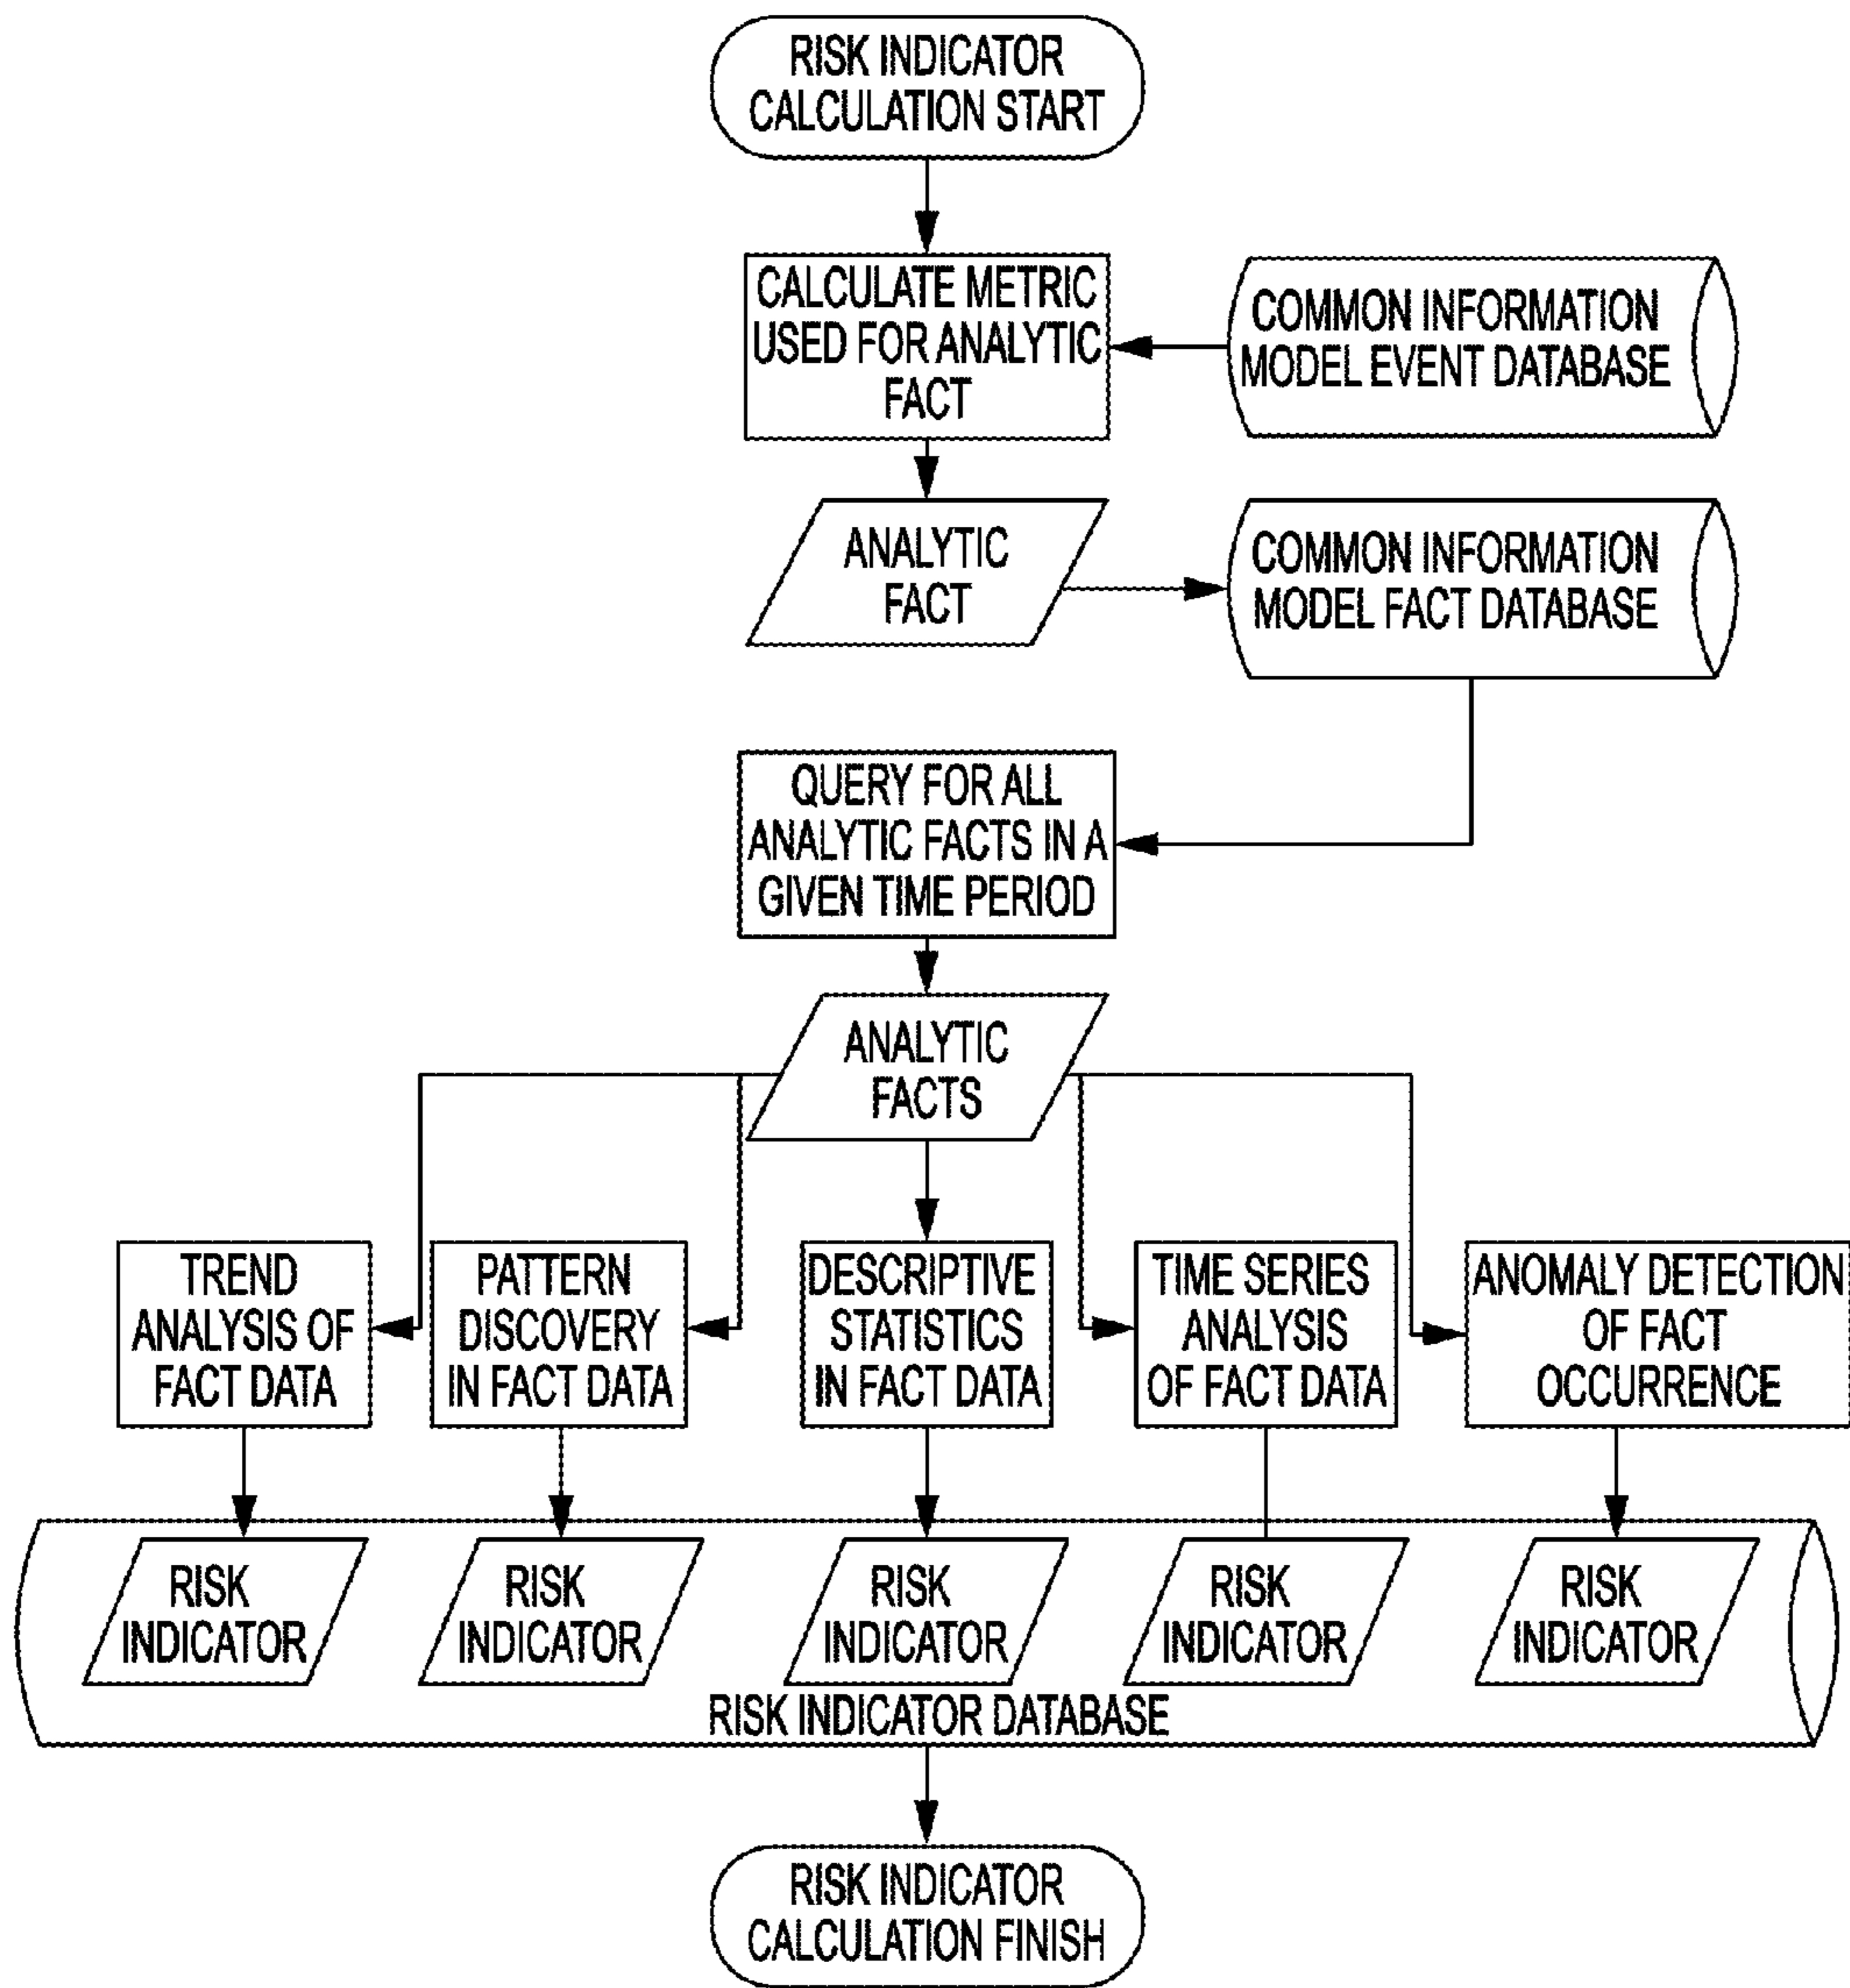 RISK INDICATOR
CALCULATION START
CALCULATE METRIC
USED FOR ANALYTIC
FACT
COMMON INFORMATION
MODEL EVENT DATABASE
ANALYTIC
FACT
COMMON INFORMATION
MODEL FACT DATABASE
QUERY FOR ALL
ANALYTIC FACTS IN A
GIVEN TIME PERIOD
ANALYTIC
FACTS
TREND
ANALYSIS OF
FACT DATA
PATTERN
DISCOVERY
IN FACT DATA
DESCRIPTIVE
STATISTICS
IN FACT DATA
TIME SERIES
ANALYSIS
OF FACT DATA
ANOMALY DETECTION
OF FACT
OCCURRENCE
RISK
INDICATOR
RISK
INDICATOR
RISK
INDICATOR
RISK
INDICATOR
RISK
INDICATOR
RISK INDICATOR DATABASE
RISK INDICATOR
CALCULATION FINISH